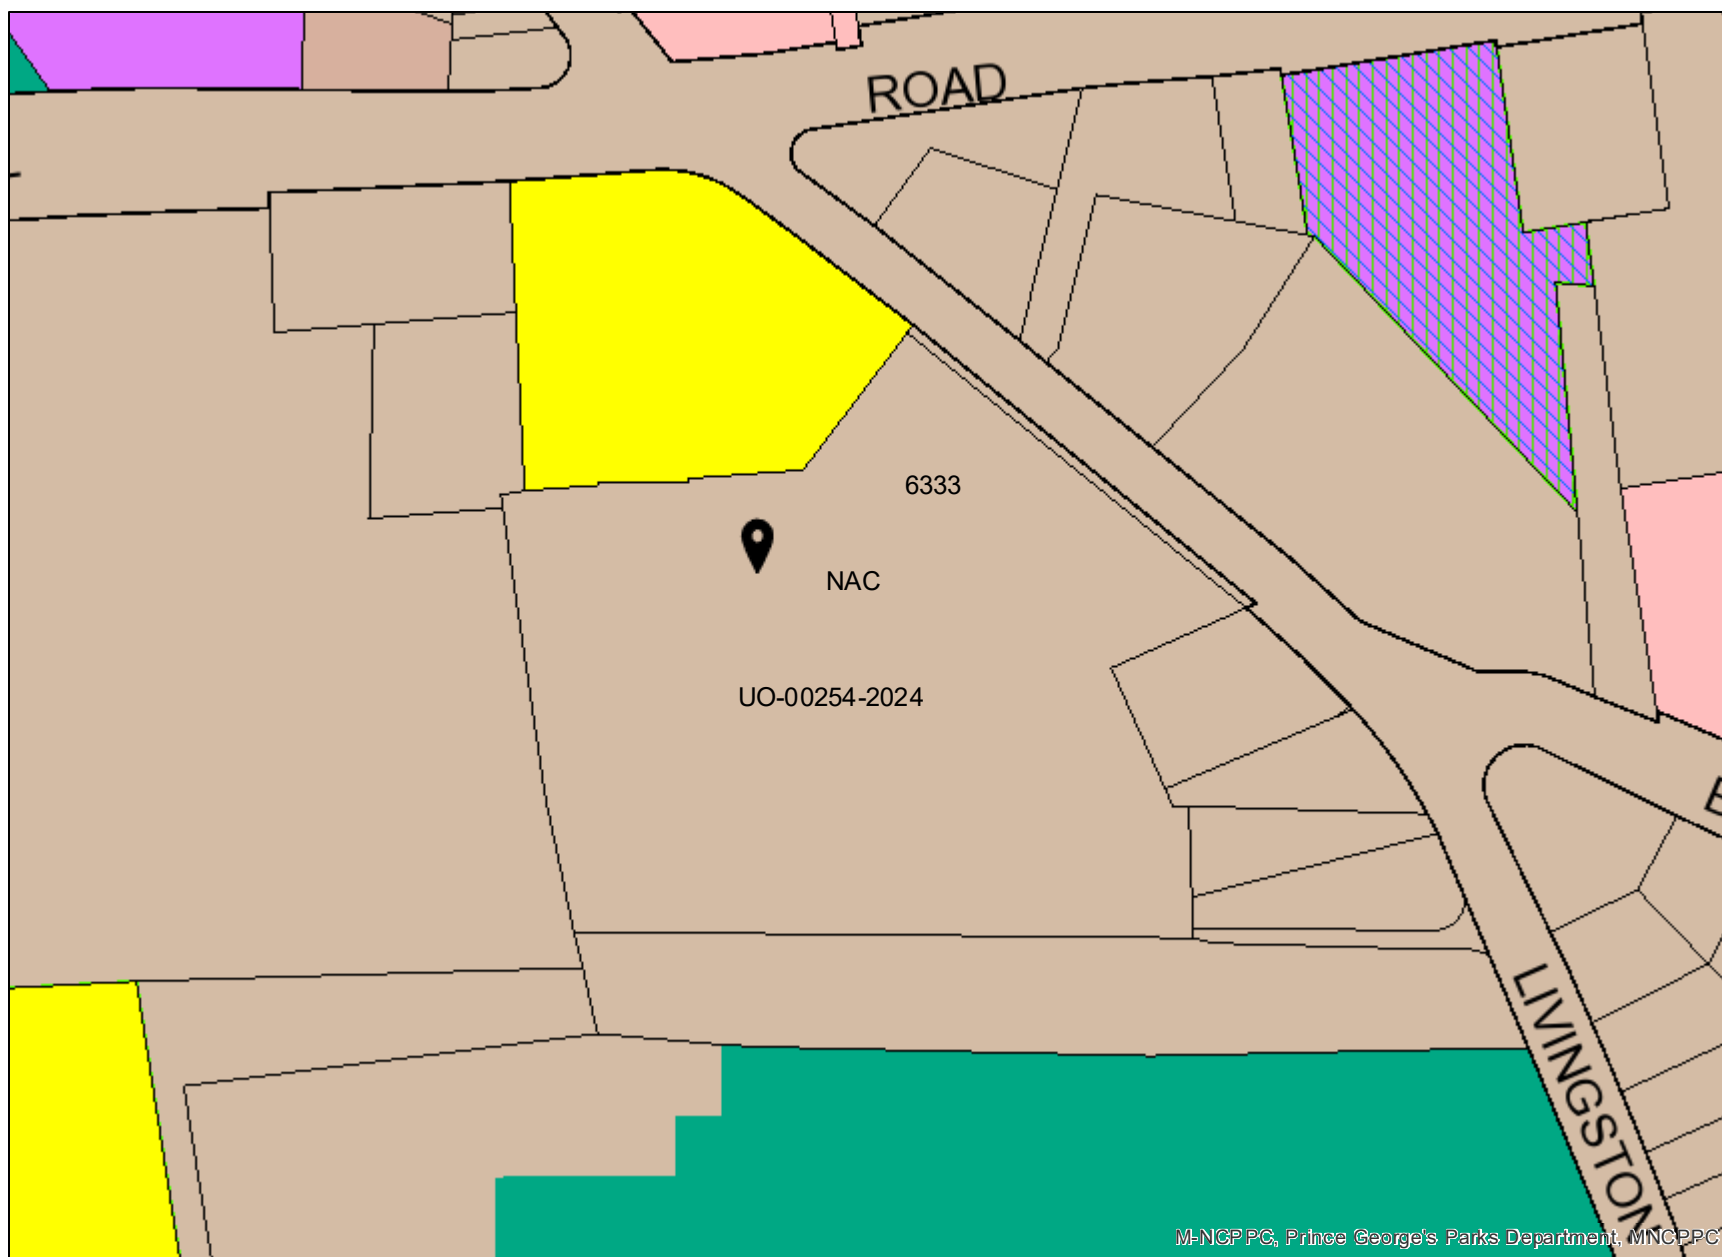 ROAD
6333
NAC
UO-00254-2024
LIVINGSTON
M-NCPPC, Prince George's Parks Department, MNCPPC